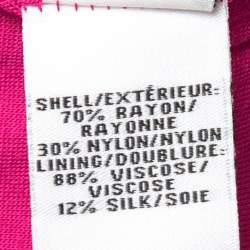 SHELL/EXTÉRIEUR:
70% RAYON/
RAYONNE
30% NYLON/NYLON
LINING/DOUBLURE:
88% VISCOSE/
VISCOSE
12% SILK/SOIE